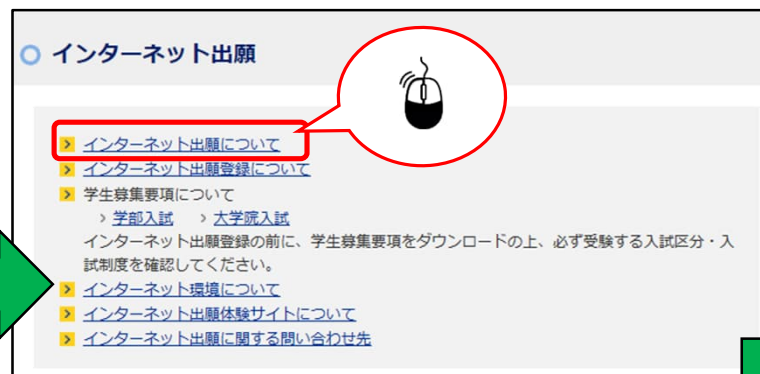 インターネット出願
インターネット出願について
インターネット出願登録について
学生募集要項について
› 学部入試 › 大学院入試
インターネット出願登録の前に、学生募集要項をダウンロードの上、必ず受験する入試区分・入
試制度を確認してください。
インターネット環境について
インターネット出願体験サイトについて
インターネット出願に関する問い合わせ先